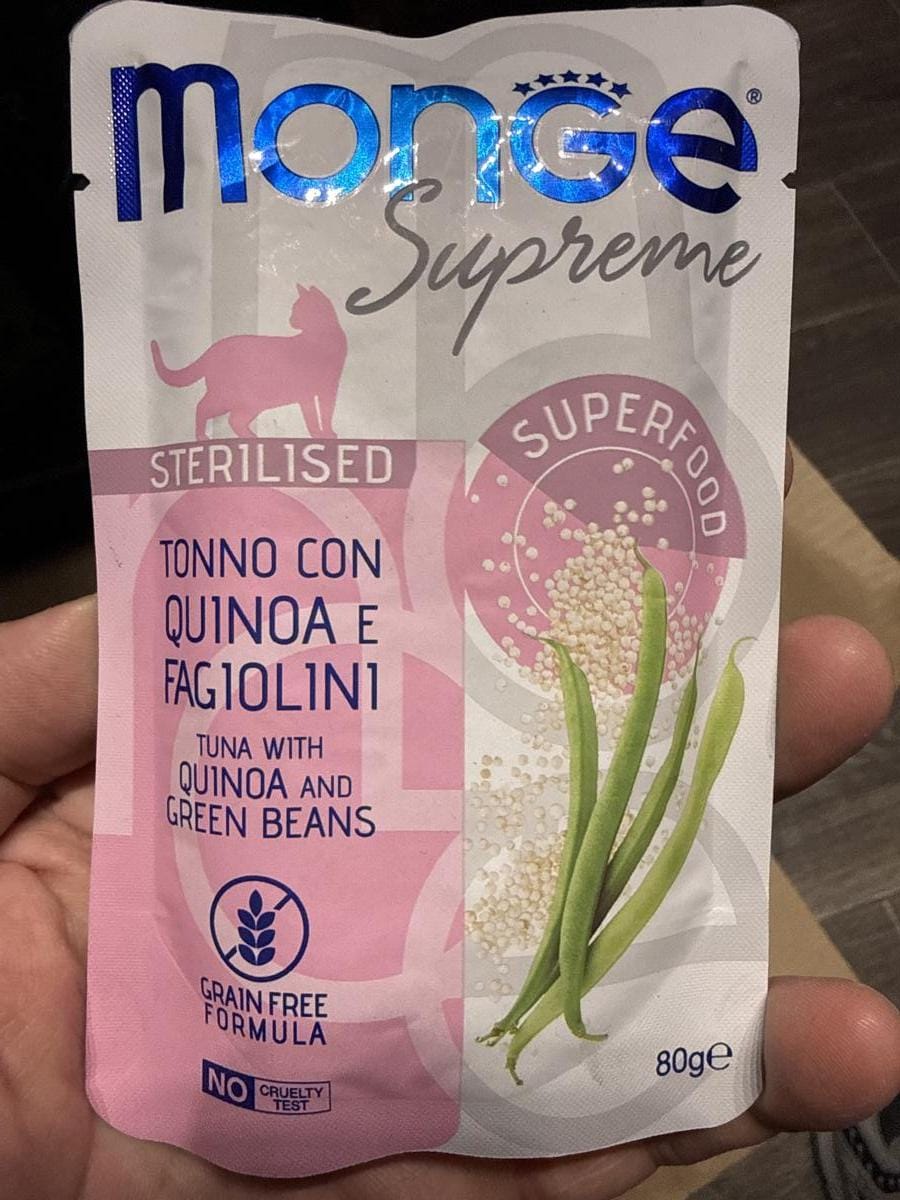 monge®
Supreme
STERILISED
SUPERFOOD
TONNO CON
QUINOA E
FAGIOLINI
TUNA WITH
QUINOA AND
GREEN BEANS
GRAIN FREE
FORMULA
NO CRUELTY
TEST
80g℮